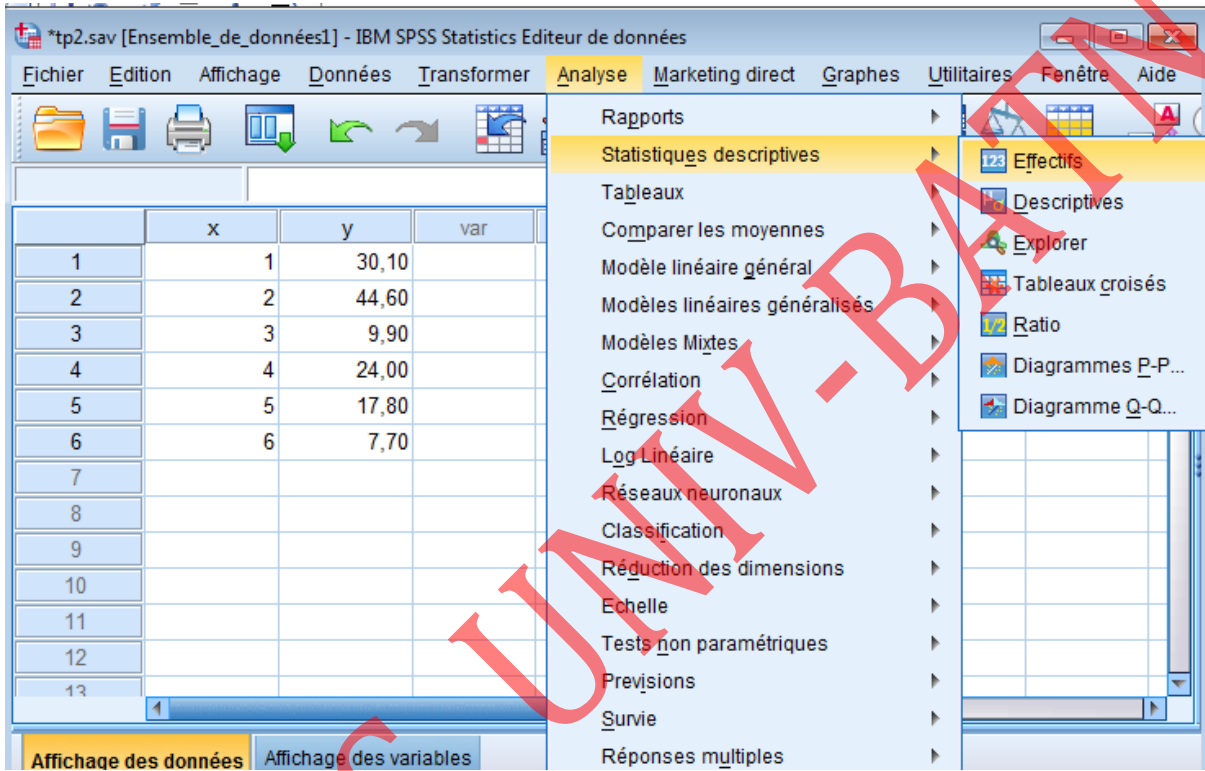 *tp2.sav [Ensemble_de_données1] - IBM SPSS Statistics Editeur de données
Fichier Edition Affichage Données Transformer Analyse Marketing direct Graphes Utilitaires Fenêtre Aide
Rapports
Statistiques descriptives
Tableaux
Comparer les moyennes
Modèle linéaire général
Modèles linéaires généralisés
Modèles Mixtes
Corrélation
Régression
Log Linéaire
Réseaux neuronaux
Classification
Réduction des dimensions
Echelle
Tests non paramétriques
Prévisions
Survie
Réponses multiples
123 Effectifs
Descriptives
Explorer
Tableaux croisés
1/2 Ratio
Diagrammes P-P...
Diagramme Q-Q...
x y var
1 1 30,10
2 2 44,60
3 3 9,90
4 4 24,00
5 5 17,80
6 6 7,70
7
8
9
10
11
12
13
Affichage des données Affichage des variables
A
UNIV-BATN